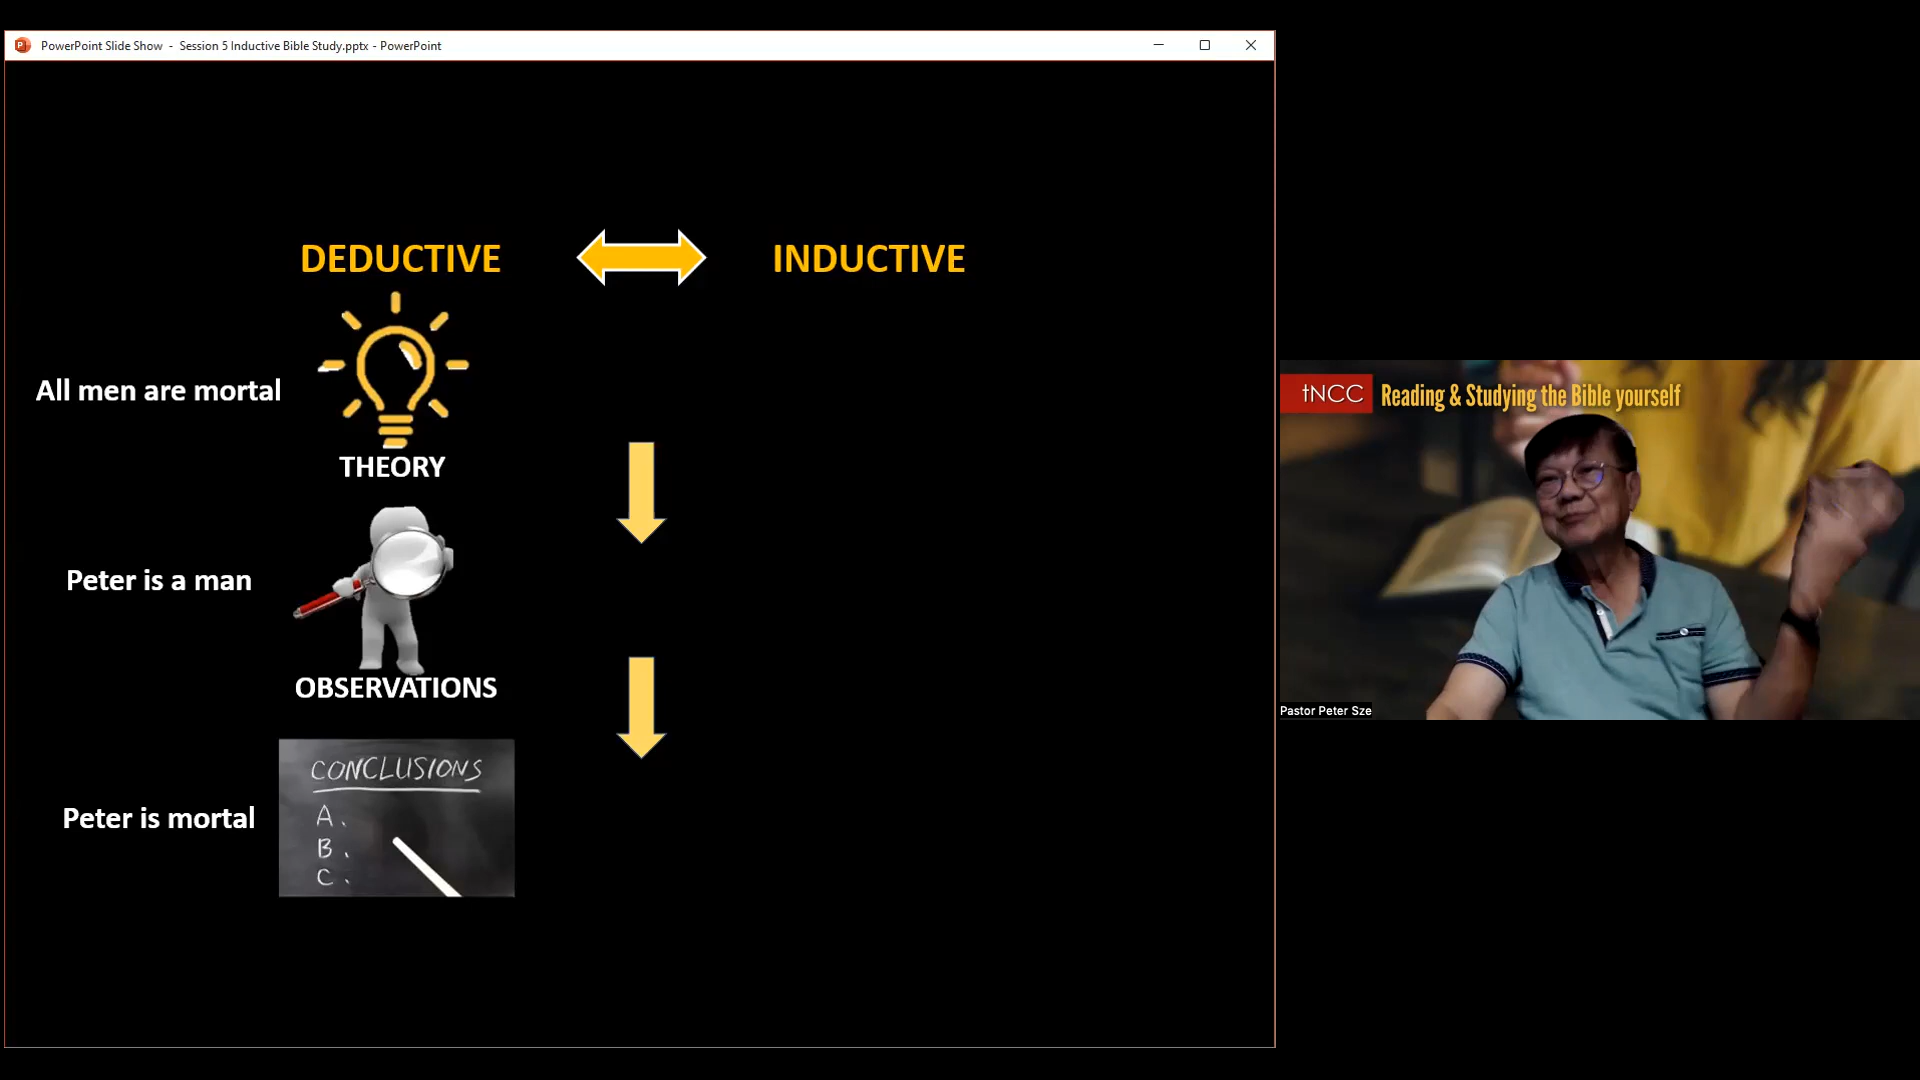 PowerPoint Slide Show - Session 5 Inductive Bible Study.pptx - PowerPoint
DEDUCTIVE
INDUCTIVE
All men are mortal
THEORY
Peter is a man
OBSERVATIONS
Peter is mortal
CONCLUSIONS
A.
B.
C.
tNCC
Reading & Studying the Bible yourself
Pastor Peter Sze